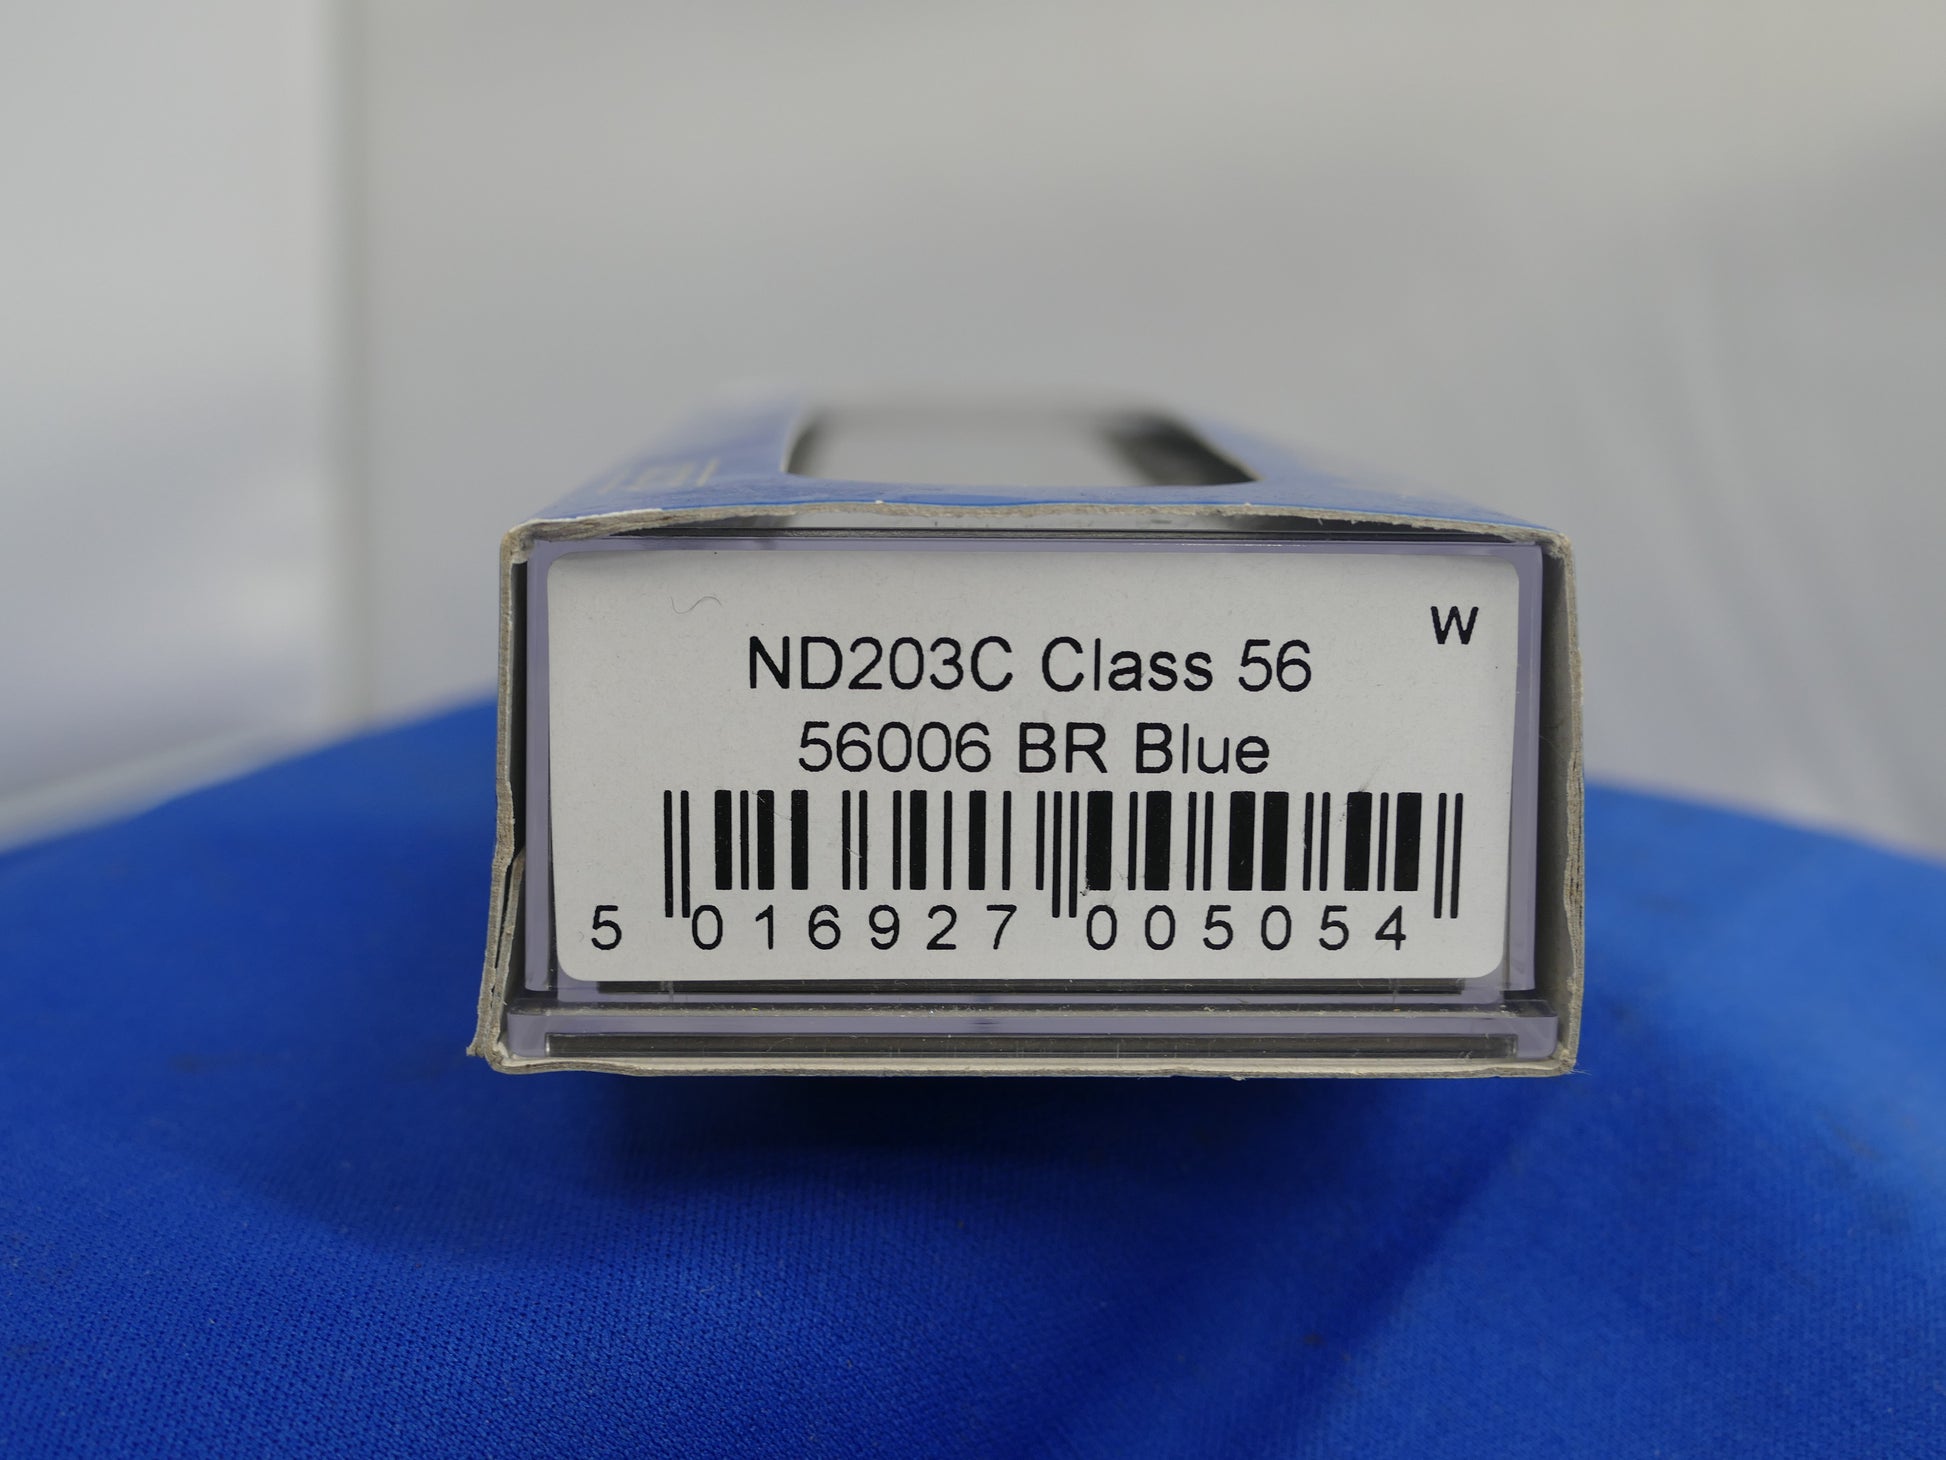 W
ND203C Class 56
56006 BR Blue
5 016927 005054